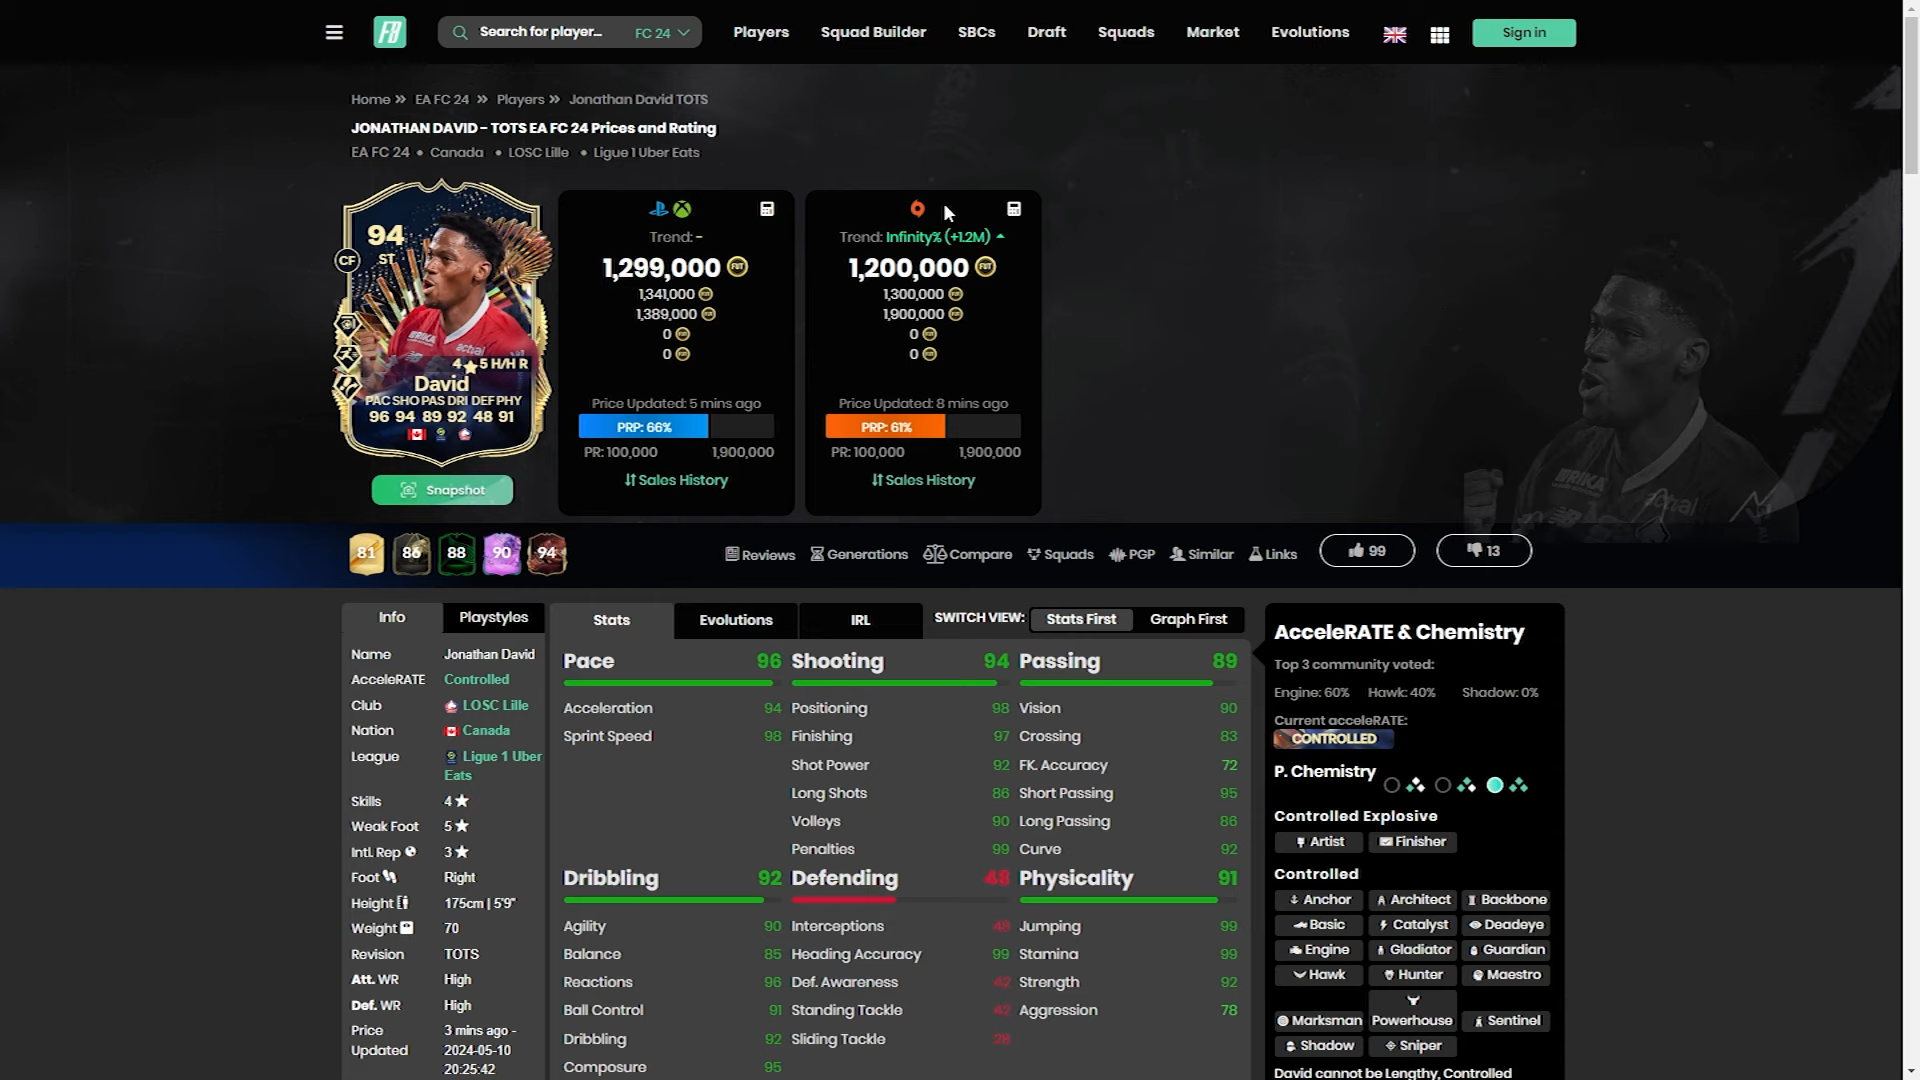 FB
Search for player...
FC 24
Players
Squad Builder
SBCs
Draft
Squads
Market
Evolutions
Sign in
Home » EA FC 24 » Players » Jonathan David TOTS
JONATHAN DAVID - TOTS EA FC 24 Prices and Rating
EA FC 24 • Canada • LOSC Lille • Ligue 1 Uber Eats
94
CF
ST
4★5 H/H R
David
PAC SHO PAS DRI DEF PHY
96 94 89 92 48 91
Snapshot
Trend: -
1,299,000
1,341,000
1,389,000
0
0
Price Updated: 5 mins ago
PRP: 66%
PR: 100,000 1,900,000
Sales History
Trend: Infinity% (+1.2M)
1,200,000
1,300,000
1,900,000
0
0
Price Updated: 8 mins ago
PRP: 61%
PR: 100,000 1,900,000
Sales History
81 86 88 90 94
Reviews
Generations
Compare
Squads
PGP
Similar
Links
99
13
Info
Playstyles
Name Jonathan David
AcceleRATE Controlled
Club LOSC Lille
Nation Canada
League Ligue 1 Uber Eats
Skills 4★
Weak Foot 5★
Intl. Rep 3★
Foot Right
Height 175cm | 5'9"
Weight 70
Revision TOTS
Att. WR High
Def. WR High
Price Updated 3 mins ago - 2024-05-10 20:25:42
Stats
Evolutions
IRL
SWITCH VIEW:
Stats First
Graph First
Pace 96
Acceleration 94
Sprint Speed 98
Shooting 94
Positioning 98
Finishing 97
Shot Power 92
Long Shots 86
Volleys 90
Penalties 99
Passing 89
Vision 90
Crossing 83
FK. Accuracy 72
Short Passing 95
Long Passing 86
Curve 92
Dribbling 92
Agility 90
Balance 85
Reactions 96
Ball Control 91
Dribbling 92
Composure 95
Defending 48
Interceptions 48
Heading Accuracy 99
Def. Awareness 42
Standing Tackle 42
Sliding Tackle 28
Physicality 91
Jumping 99
Stamina 99
Strength 92
Aggression 78
AcceleRATE & Chemistry
Top 3 community voted:
Engine: 60% Hawk: 40% Shadow: 0%
Current acceleRATE:
CONTROLLED
P. Chemistry
Controlled Explosive
Artist
Finisher
Controlled
Anchor
Architect
Backbone
Basic
Catalyst
Deadeye
Engine
Gladiator
Guardian
Hawk
Hunter
Maestro
Marksman
Powerhouse
Sentinel
Shadow
Sniper
David cannot be Lengthy, Controlled